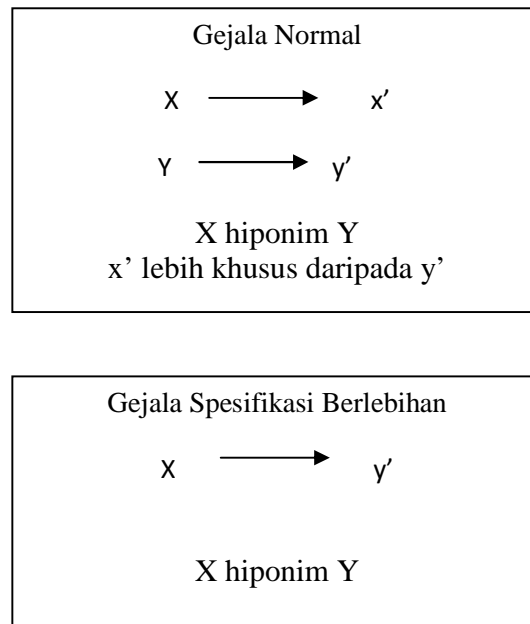 Gejala Normal
X x’
Y y’
X hiponim Y
x’ lebih khusus daripada y’
Gejala Spesifikasi Berlebihan
X y’
X hiponim Y